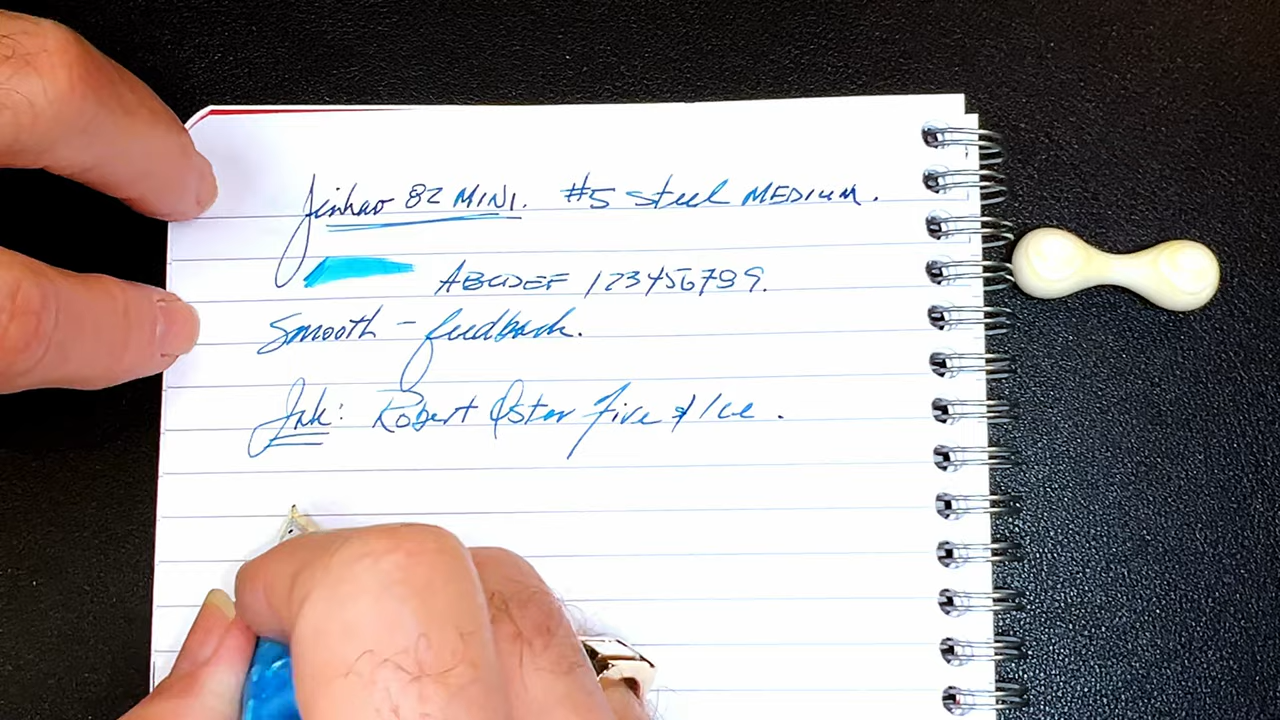 Jinhao 82 MINI. #5 Steel MEDIUM.
ABCDEF 123456789.
Smooth - feedback.
Ink: Robert Oster Fire & Ice.